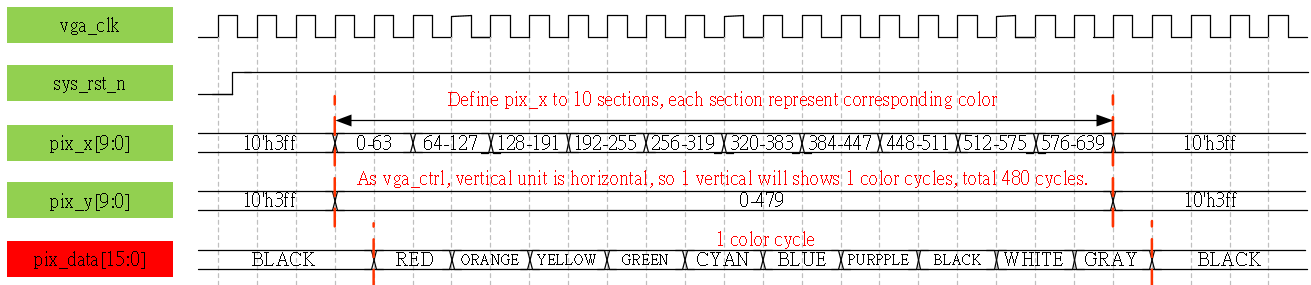 vga_clk
sys_rst_n
Define pix_x to 10 sections, each section represent corresponding color
pix_x[9:0] 10'h3ff 0-63 64-127 128-191 192-255 256-319 320-383 384-447 448-511 512-575 576-639 10'h3ff
As vga_ctrl, vertical unit is horizontal, so 1 vertical will shows 1 color cycles, total 480 cycles.
pix_y[9:0] 10'h3ff 0-479 10'h3ff
1 color cycle
pix_data[15:0] BLACK RED ORANGE YELLOW GREEN CYAN BLUE PURPPLE BLACK WHITE GRAY BLACK